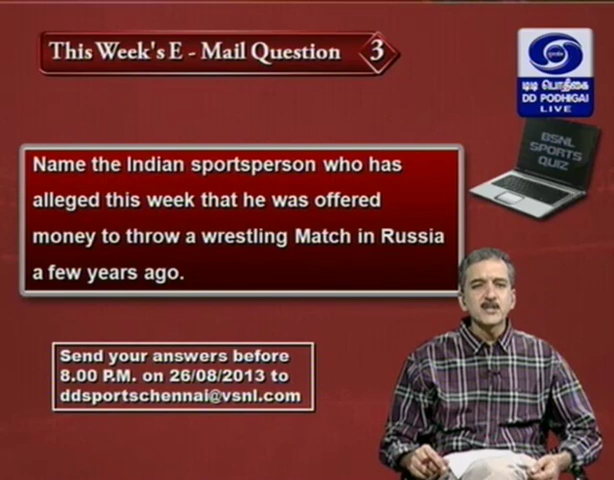 This Week's E - Mail Question
3
டிடி பொதிகை
DD PODHIGAI
LIVE
BSNL
SPORTS
QUIZ
Name the Indian sportsperson who has
alleged this week that he was offered
money to throw a wrestling Match in Russia
a few years ago.
Send your answers before
8.00 P.M. on 26/08/2013 to
ddsportschennai@vsnl.com